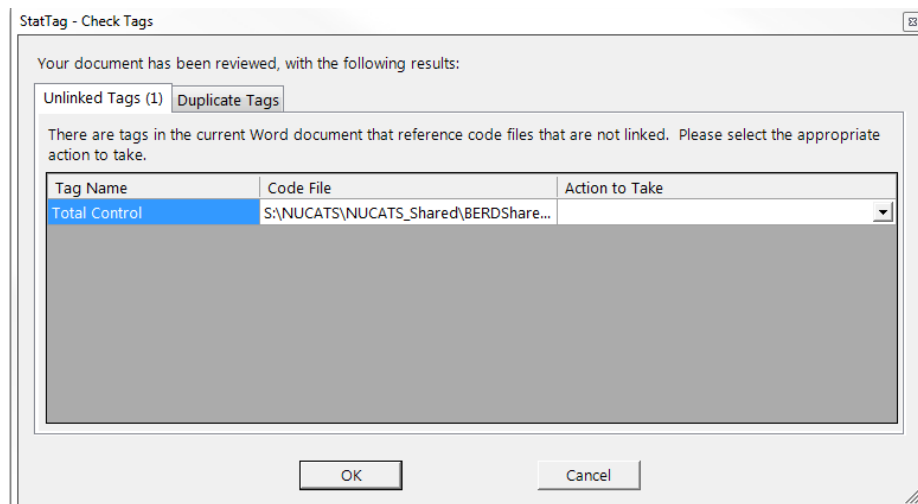 StatTag - Check Tags
Your document has been reviewed, with the following results:
Unlinked Tags (1) Duplicate Tags
There are tags in the current Word document that reference code files that are not linked.  Please select the appropriate
action to take.
Tag Name Code File Action to Take
Total Control S:\NUCATS\NUCATS_Shared\BERDShare...
OK Cancel